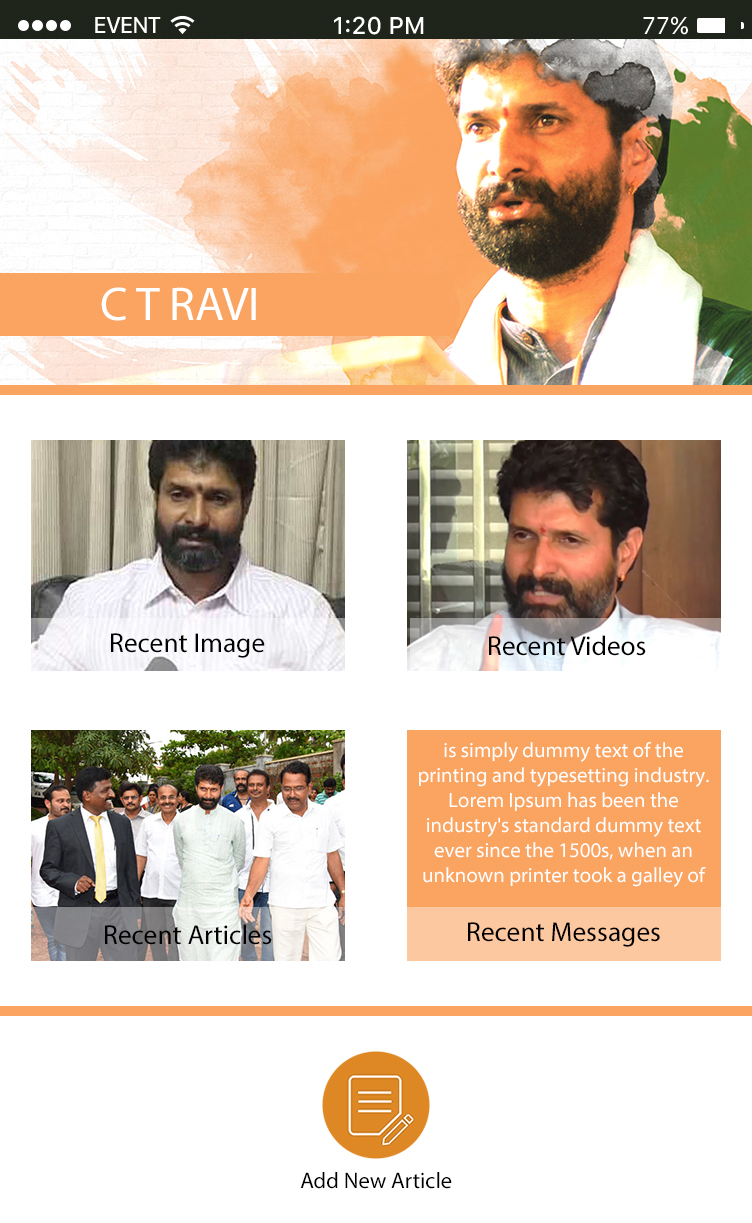 EVENT 1:20 PM 77%
C T RAVI
Recent Image
Recent Videos
Recent Articles
is simply dummy text of the
printing and typesetting industry.
Lorem Ipsum has been the
industry's standard dummy text
ever since the 1500s, when an
unknown printer took a galley of
Recent Messages
Add New Article